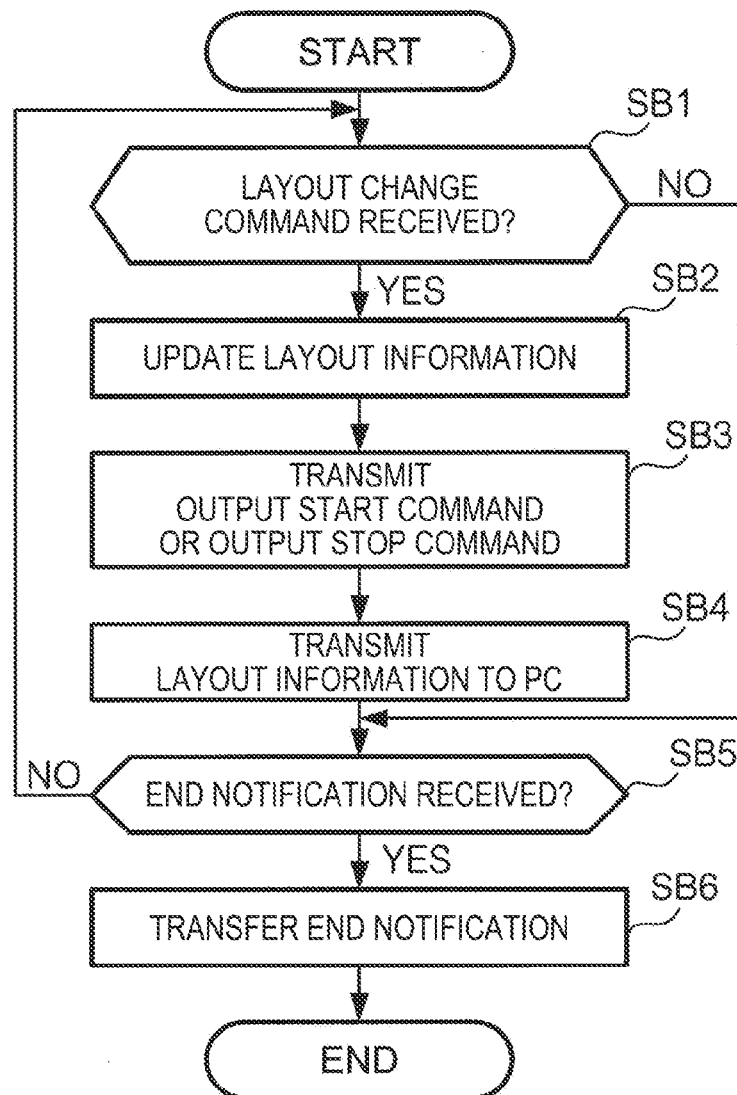 START
SB1
LAYOUT CHANGE
COMMAND RECEIVED?
NO
YES
SB2
UPDATE LAYOUT INFORMATION
SB3
TRANSMIT
OUTPUT START COMMAND
OR OUTPUT STOP COMMAND
SB4
TRANSMIT
LAYOUT INFORMATION TO PC
NO
SB5
END NOTIFICATION RECEIVED?
YES
SB6
TRANSFER END NOTIFICATION
END